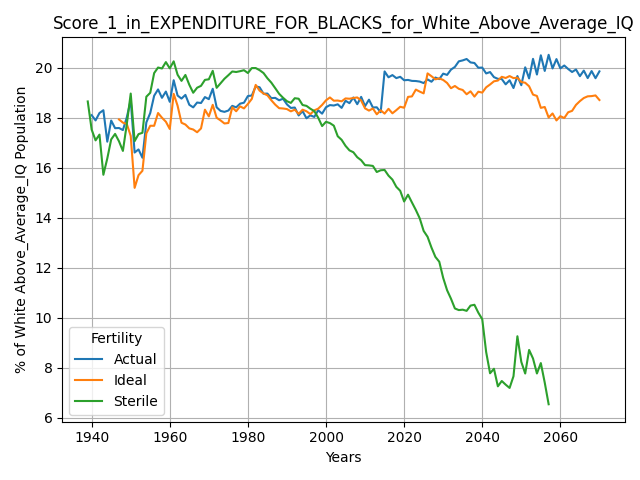 Score_1_in_EXPENDITURE_FOR_BLACKS_for_White_Above_Average_IQ
% of White Above_Average_IQ Population
20
18
16
14
12
10
8
6
Fertility
Actual
Ideal
Sterile
1940 1960 1980 2000 2020 2040 2060
Years